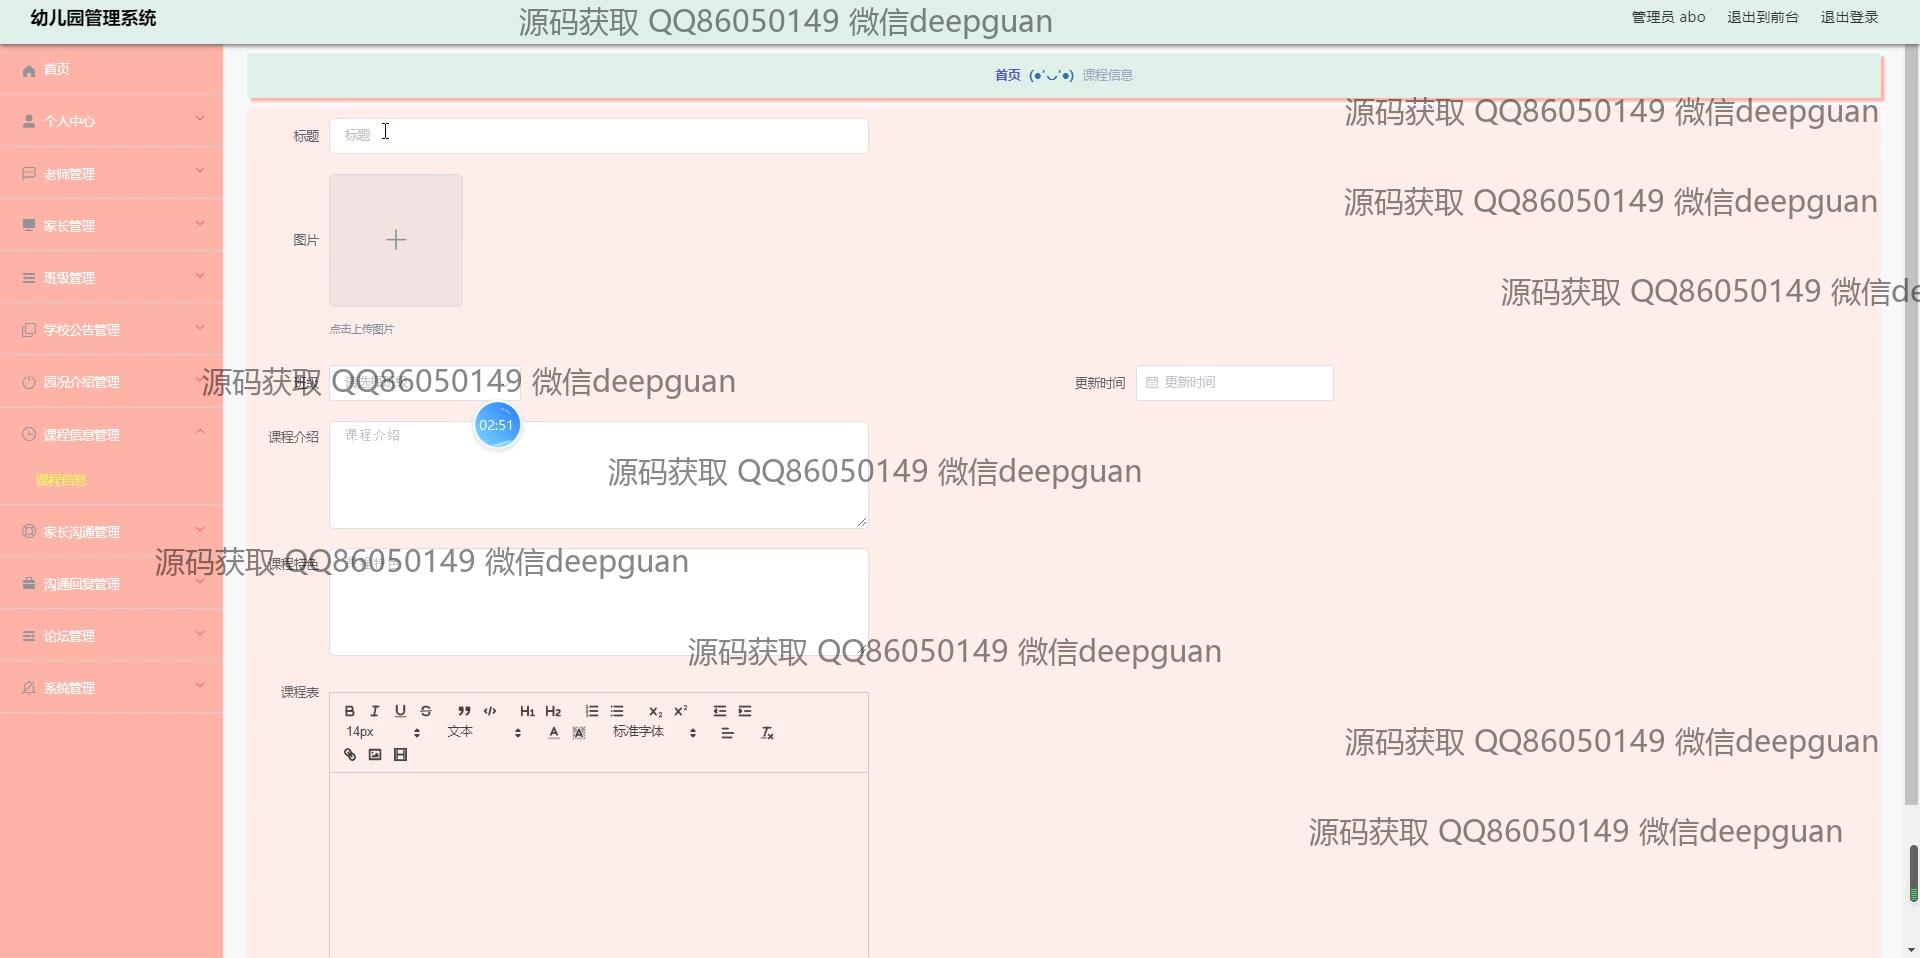 幼儿园管理系统
源码获取 QQ86050149 微信deepguan
管理员 abo 退出到前台 退出登录
首页
个人中心
老师管理
家长管理
班级管理
学校公告管理
园况介绍管理
课程信息管理
课程信息
家长沟通管理
沟通回复管理
论坛管理
系统管理
首页 (●'◡'●) 课程信息
源码获取 QQ86050149 微信deepguan
标题 标题
源码获取 QQ86050149 微信deepguan
图片
源码获取 QQ86050149 微信de
点击上传图片
源码获取 QQ86050149 微信deepguan
班级
更新时间 更新时间
02:51
课程介绍 课程介绍
源码获取 QQ86050149 微信deepguan
课程特色
源码获取 QQ86050149 微信deepguan
源码获取 QQ86050149 微信deepguan
课程表
B I U S H1 H2 X2 X2
14px 文本 A A 标准字体 Tx
源码获取 QQ86050149 微信deepguan
源码获取 QQ86050149 微信deepguan